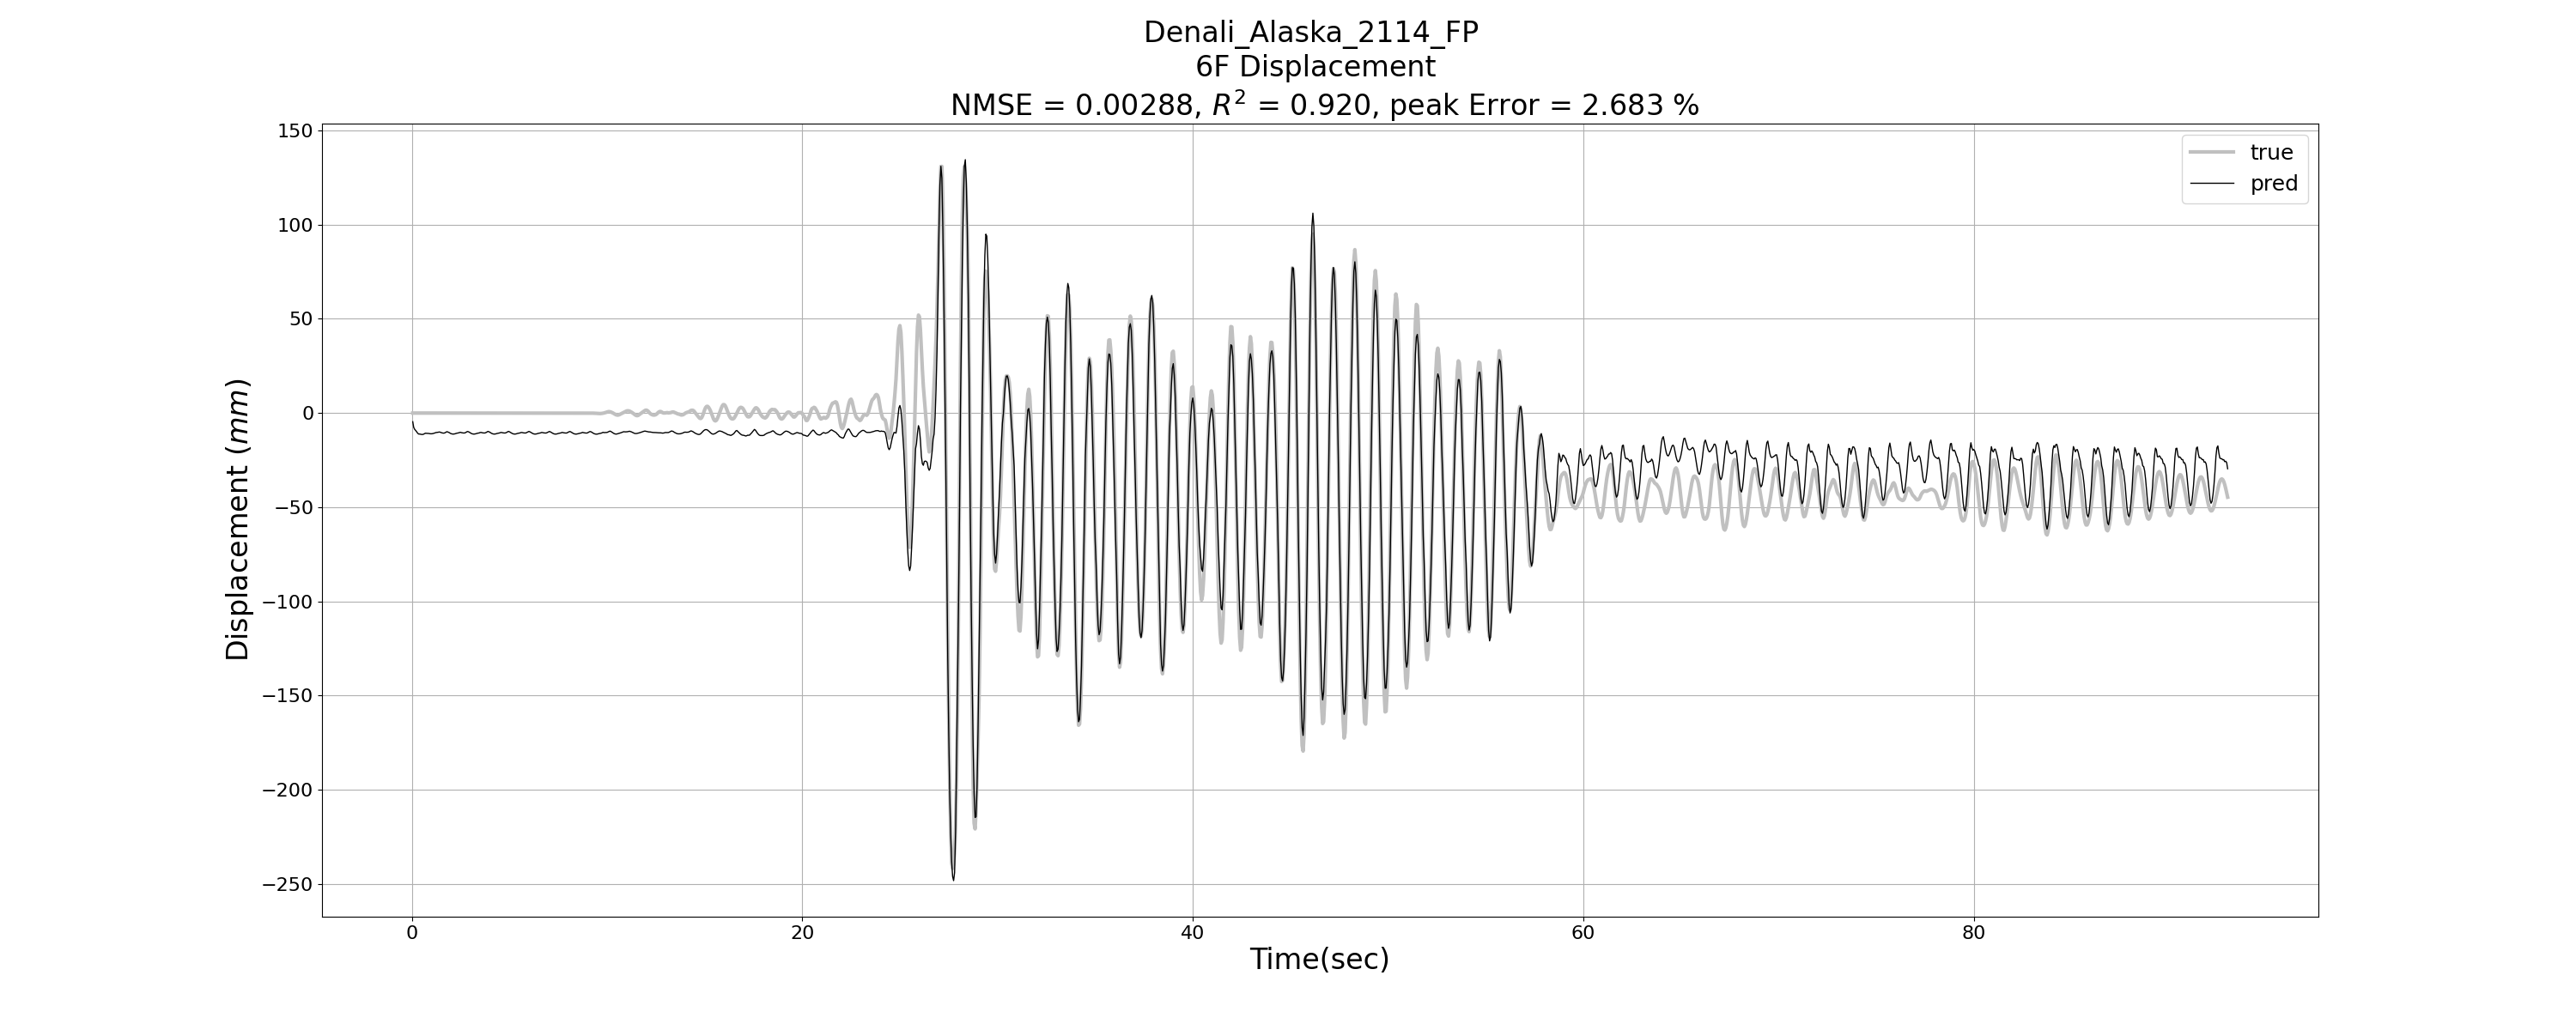 Denali_Alaska_2114_FP
6F Displacement
NMSE = 0.00288, R² = 0.920, peak Error = 2.683 %
true
pred
150
100
50
0
−50
−100
−150
−200
−250
Displacement (mm)
0 20 40 60 80
Time(sec)